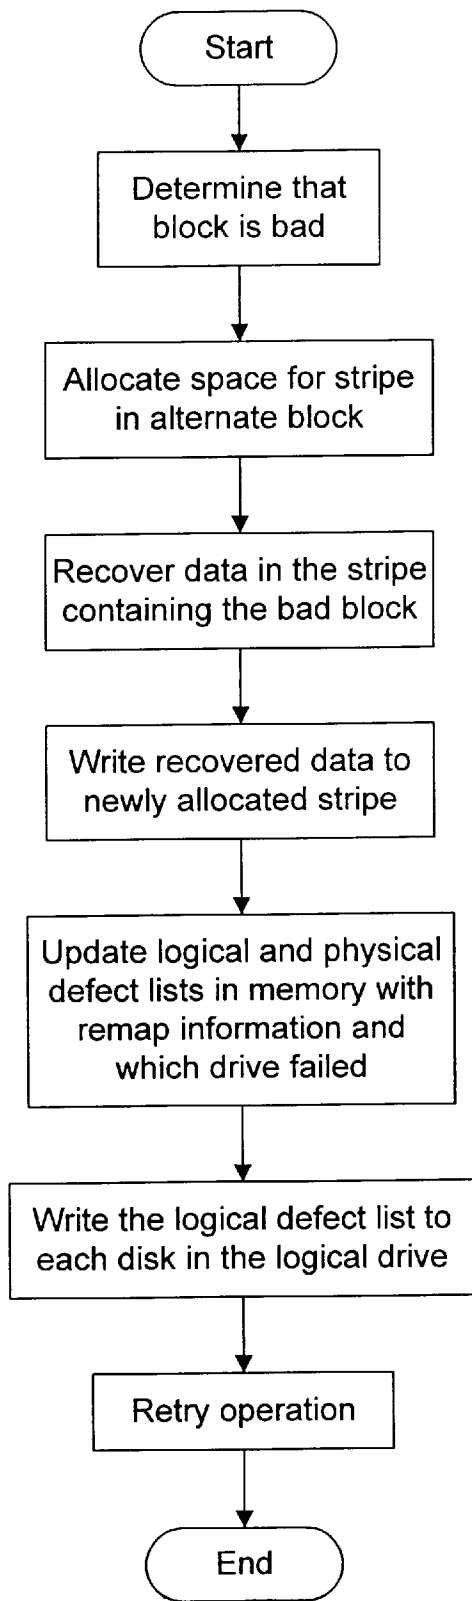 Start
Determine that
block is bad
Allocate space for stripe
in alternate block
Recover data in the stripe
containing the bad block
Write recovered data to
newly allocated stripe
Update logical and physical
defect lists in memory with
remap information and
which drive failed
Write the logical defect list to
each disk in the logical drive
Retry operation
End